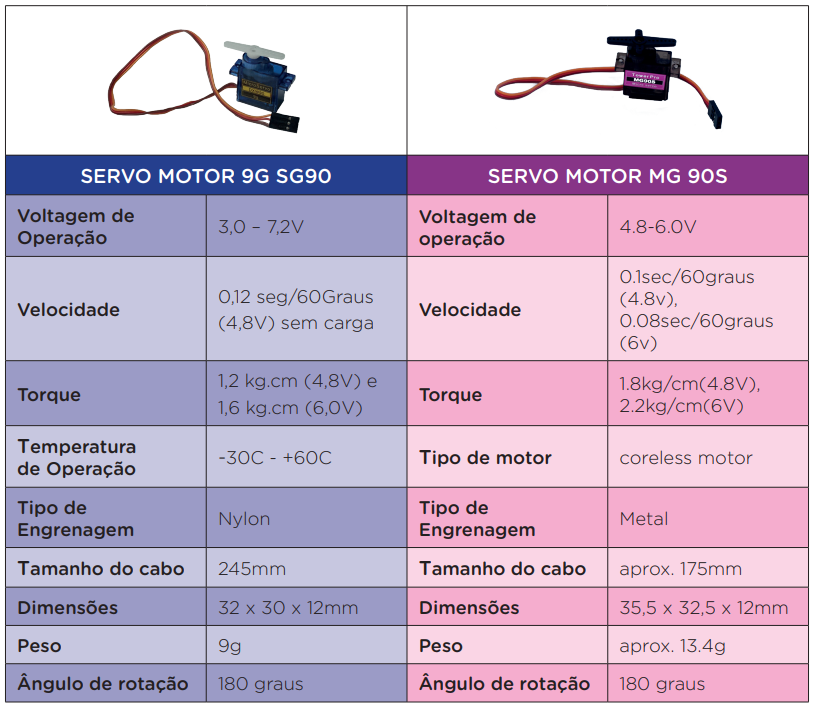 TowerPro
MG90S
SERVO MOTOR 9G SG90
SERVO MOTOR MG 90S
Voltagem de
Operação
3,0 – 7,2V
Voltagem de
operação
4.8-6.0V
Velocidade
0,12 seg/60Graus
(4,8V) sem carga
Velocidade
0.1sec/60graus
(4.8v),
0.08sec/60graus
(6v)
Torque
1,2 kg.cm (4,8V) e
1,6 kg.cm (6,0V)
Torque
1.8kg/cm(4.8V),
2.2kg/cm(6V)
Temperatura
de Operação
-30C - +60C
Tipo de motor
coreless motor
Tipo de
Engrenagem
Nylon
Tipo de
Engrenagem
Metal
Tamanho do cabo
245mm
Tamanho do cabo
aprox. 175mm
Dimensões
32 x 30 x 12mm
Dimensões
35,5 x 32,5 x 12mm
Peso
9g
Peso
aprox. 13.4g
Ângulo de rotação
180 graus
Ângulo de rotação
180 graus